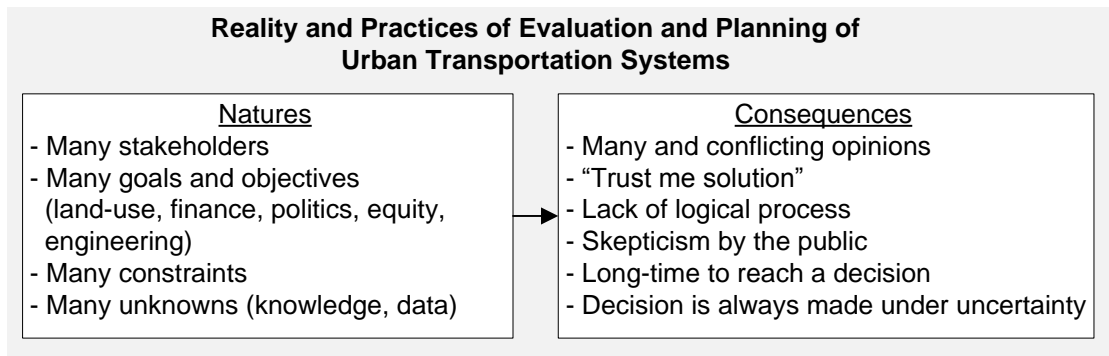 Reality and Practices of Evaluation and Planning of
Urban Transportation Systems
Natures
- Many stakeholders
- Many goals and objectives
(land-use, finance, politics, equity,
engineering)
- Many constraints
- Many unknowns (knowledge, data)
Consequences
- Many and conflicting opinions
- “Trust me solution”
- Lack of logical process
- Skepticism by the public
- Long-time to reach a decision
- Decision is always made under uncertainty